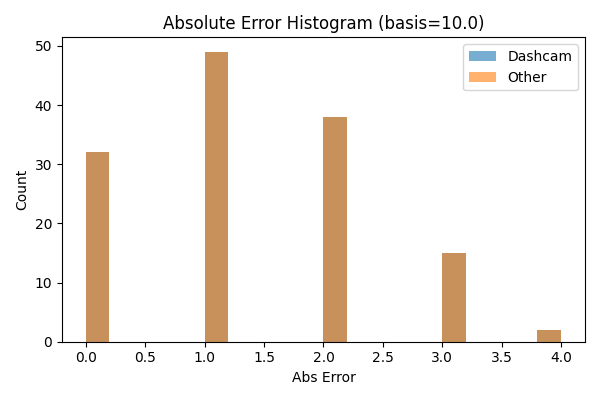 Absolute Error Histogram (basis=10.0)
Dashcam
Other
50
40
30
20
10
0
Count
0.0 0.5 1.0 1.5 2.0 2.5 3.0 3.5 4.0
Abs Error